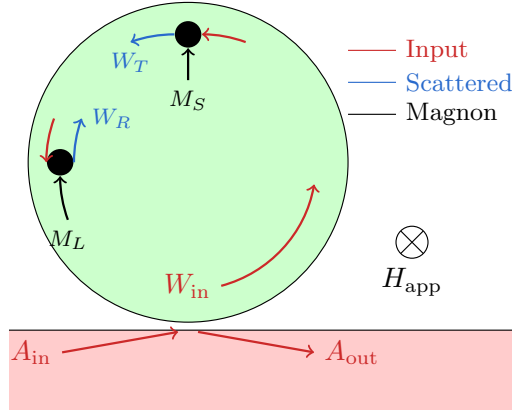 W_T
M_S
Input
Scattered
Magnon
W_R
M_L
W_in
H_app
A_in
A_out